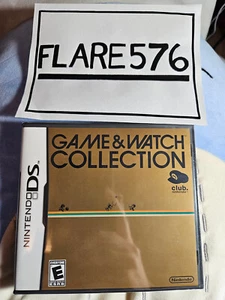 FLARE576
GAME & WATCH
COLLECTION
club
NINTENDO DS
E
Nintendo